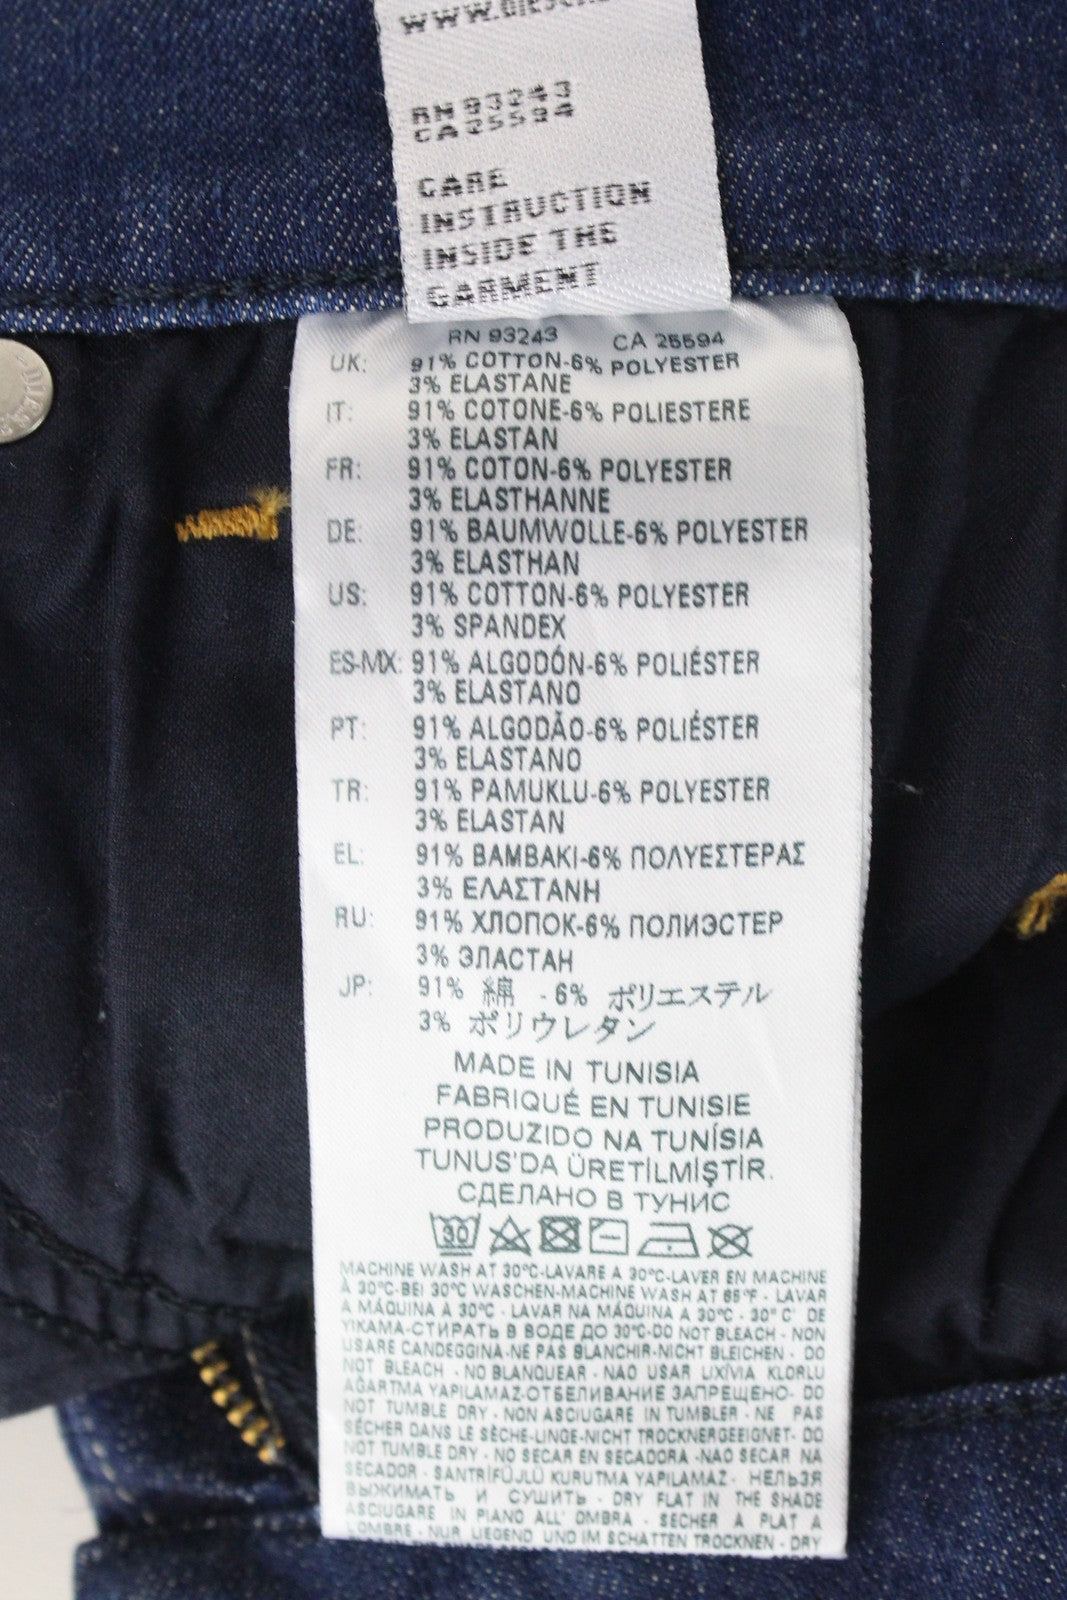 RN 93243
CA 25594
CARE
INSTRUCTION
INSIDE THE
GARMENT
RN 93243 CA 25594
UK: 91% COTTON-6% POLYESTER
3% ELASTANE
IT: 91% COTONE-6% POLIESTERE
3% ELASTAN
FR: 91% COTON-6% POLYESTER
3% ELASTHANNE
DE: 91% BAUMWOLLE-6% POLYESTER
3% ELASTHAN
US: 91% COTTON-6% POLYESTER
3% SPANDEX
ES-MX: 91% ALGODÓN-6% POLIÉSTER
3% ELASTANO
PT: 91% ALGODÃO-6% POLIÉSTER
3% ELASTANO
TR: 91% PAMUKLU-6% POLYESTER
3% ELASTAN
EL: 91% ΒΑΜΒΑΚΙ-6% ΠΟΛΥΕΣΤΕΡΑΣ
3% ΕΛΑΣΤΑΝΗ
RU: 91% ХЛОПОК-6% ПОЛИЭСТЕР
3% ЭЛАСТАН
JP: 91% 綿 - 6% ポリエステル
3% ポリウレタン
MADE IN TUNISIA
FABRIQUÉ EN TUNISIE
PRODUZIDO NA TUNÍSIA
TUNUS'DA ÜRETİLMİŞTİR.
СДЕЛАНО В ТУНИС
30
MACHINE WASH AT 30°C-LAVARE A 30°C-LAVER EN MACHINE
À 30°C-BEI 30°C WASCHEN-MACHINE WASH AT 85°F - LAVAR
A MÁQUINA A 30°C - LAVAR NA MÁQUINA A 30°C - 30° C' DE
YIKAMA-СТИРАТЬ В ВОДЕ ДО 30°C-DO NOT BLEACH - NON
USARE CANDEGGINA-NE PAS BLANCHIR-NICHT BLEICHEN - DO
NOT BLEACH - NO BLANQUEAR - NAO USAR LIXÍVIA KLORLU
AĞARTMA YAPILAMAZ-ОТБЕЛИВАНИЕ ЗАПРЕЩЕНО- DO
NOT TUMBLE DRY - NON ASCIUGARE IN TUMBLER - NE PAS
SÉCHER DANS LE SÈCHE-LINGE-NICHT TROCKNERGEEIGNET- DO
NOT TUMBLE DRY - NO SECAR EN SECADORA -NAO SECAR NA
SECADOR - SANTRİFÜJLÜ KURUTMA YAPILAMAZ - НЕЛЬЗЯ
ВЫЖИМАТЬ И СУШИТЬ - DRY FLAT IN THE SHADE
ASCIUGARE IN PIANO ALL' OMBRA - SECHER A PLAT A
L'OMBRE - NUR LIEGEND UND IM SCHATTEN TROCKNEN - DRY